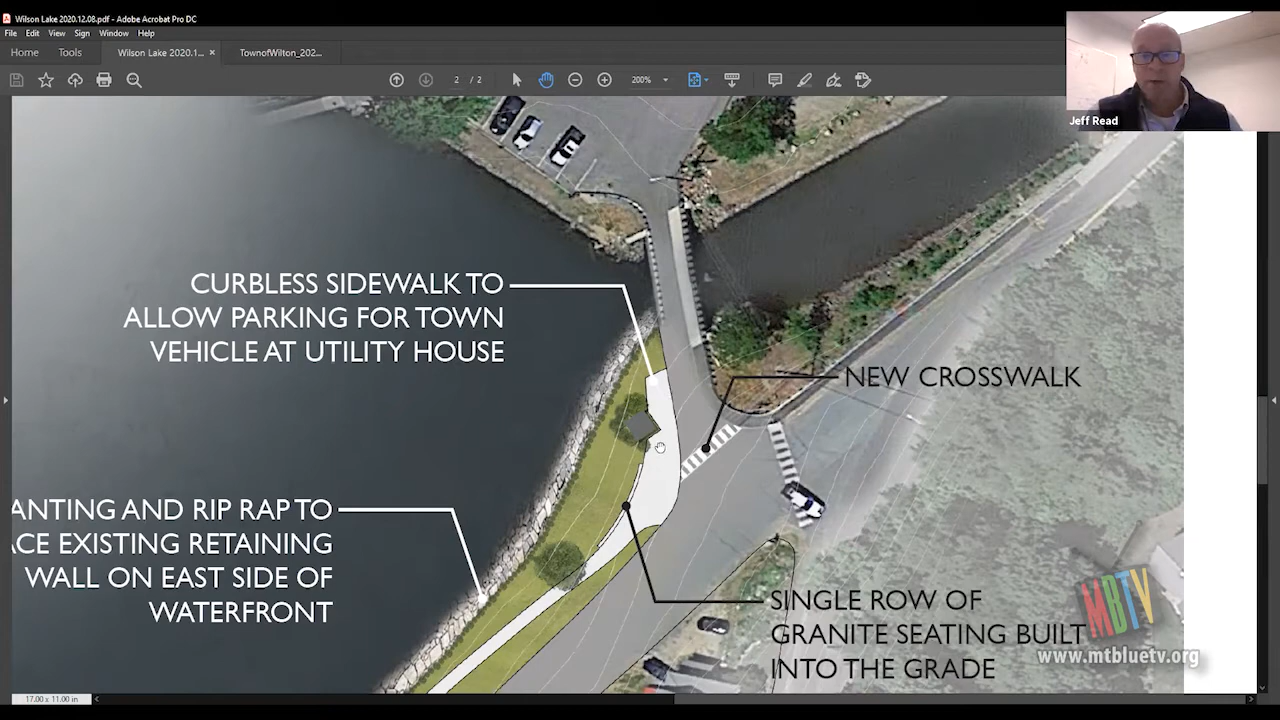 Wilson Lake 2020.12.08.pdf - Adobe Acrobat Pro DC
File Edit View Sign Window Help
Home Tools Wilson Lake 2020.1... × TownofWilton_202...
2 / 2 200%
Jeff Read
CURBLESS SIDEWALK TO
ALLOW PARKING FOR TOWN
VEHICLE AT UTILITY HOUSE
NEW CROSSWALK
ANTING AND RIP RAP TO
ACE EXISTING RETAINING
WALL ON EAST SIDE OF
WATERFRONT
SINGLE ROW OF
GRANITE SEATING BUILT
INTO THE GRADE
MBTV
www.mtbluetv.org
17.00 x 11.00 in